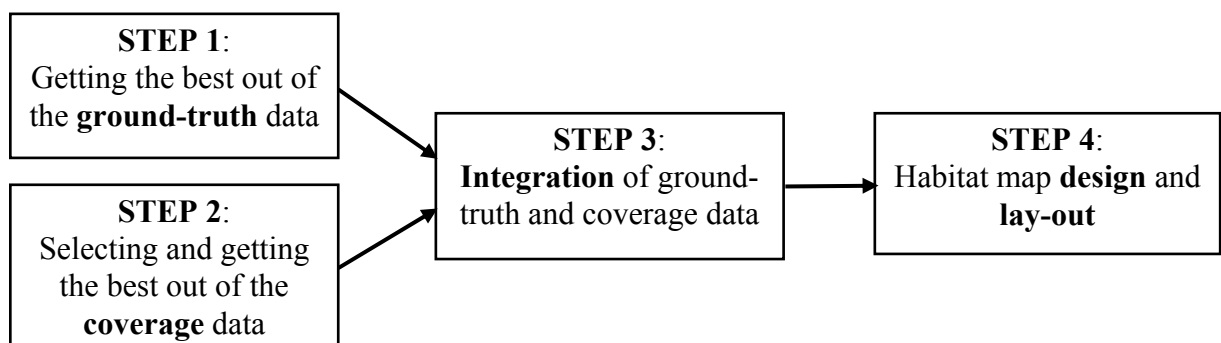 STEP 1:
Getting the best out of
the ground-truth data
STEP 2:
Selecting and getting
the best out of the
coverage data
STEP 3:
Integration of ground-
truth and coverage data
STEP 4:
Habitat map design and
lay-out